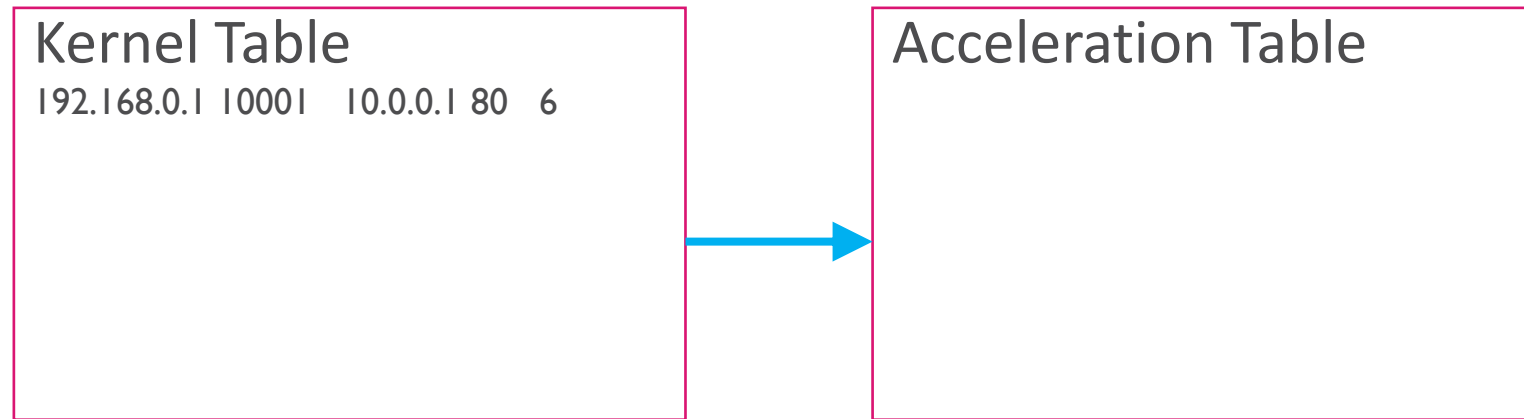 Kernel Table
192.168.0.1 10001 10.0.0.1 80 6
Acceleration Table